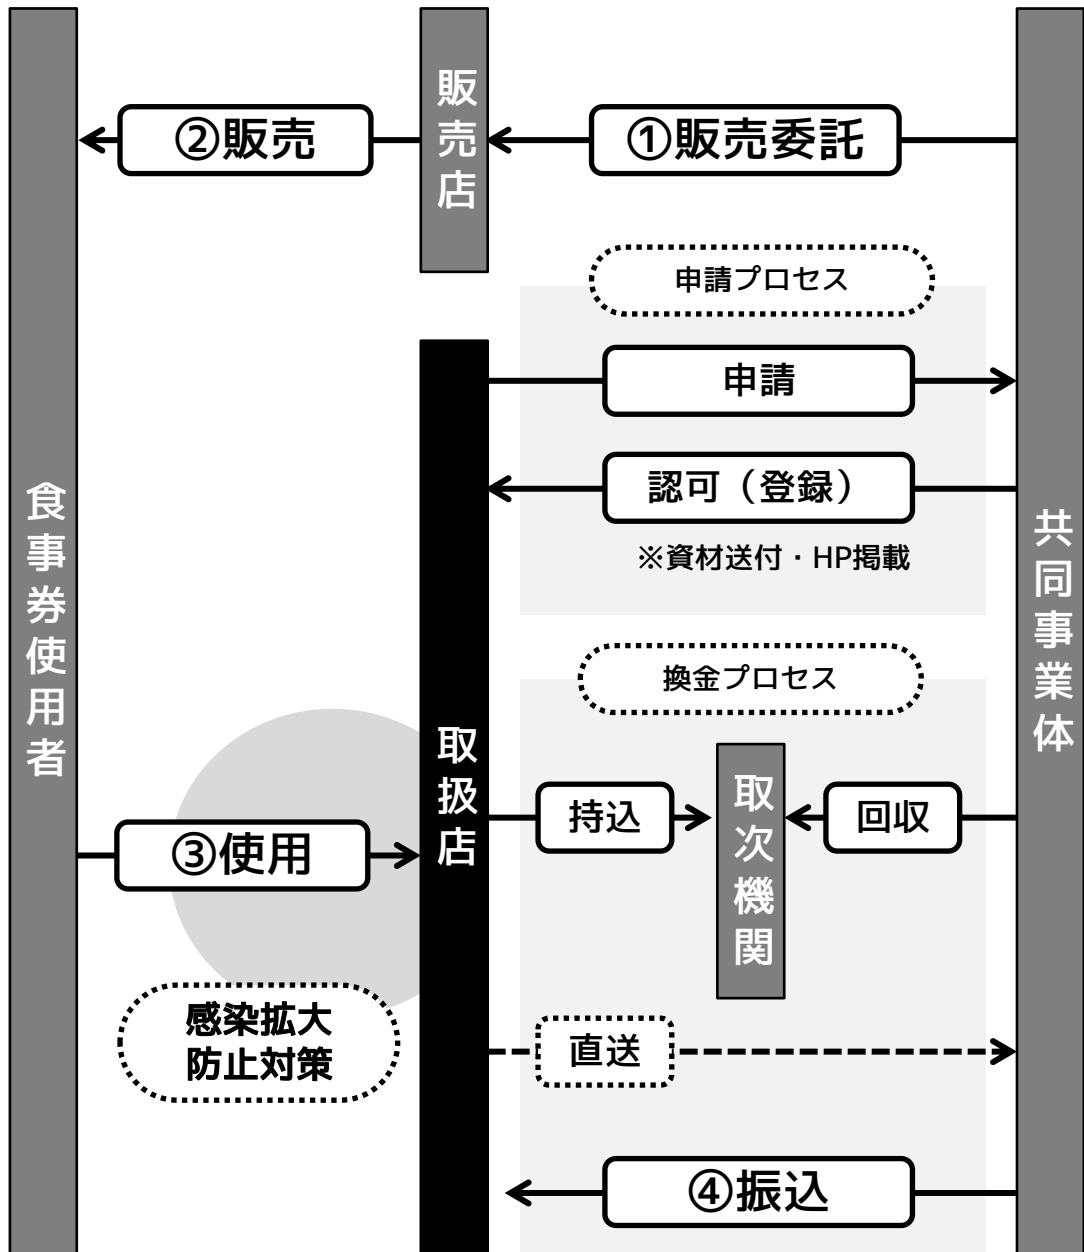 販売店
②販売
①販売委託
申請プロセス
申請
認可（登録）
※資材送付・HP掲載
食事券使用者
共同事業体
換金プロセス
取扱店
持込
取次機関
回収
③使用
感染拡大
防止対策
直送
④振込